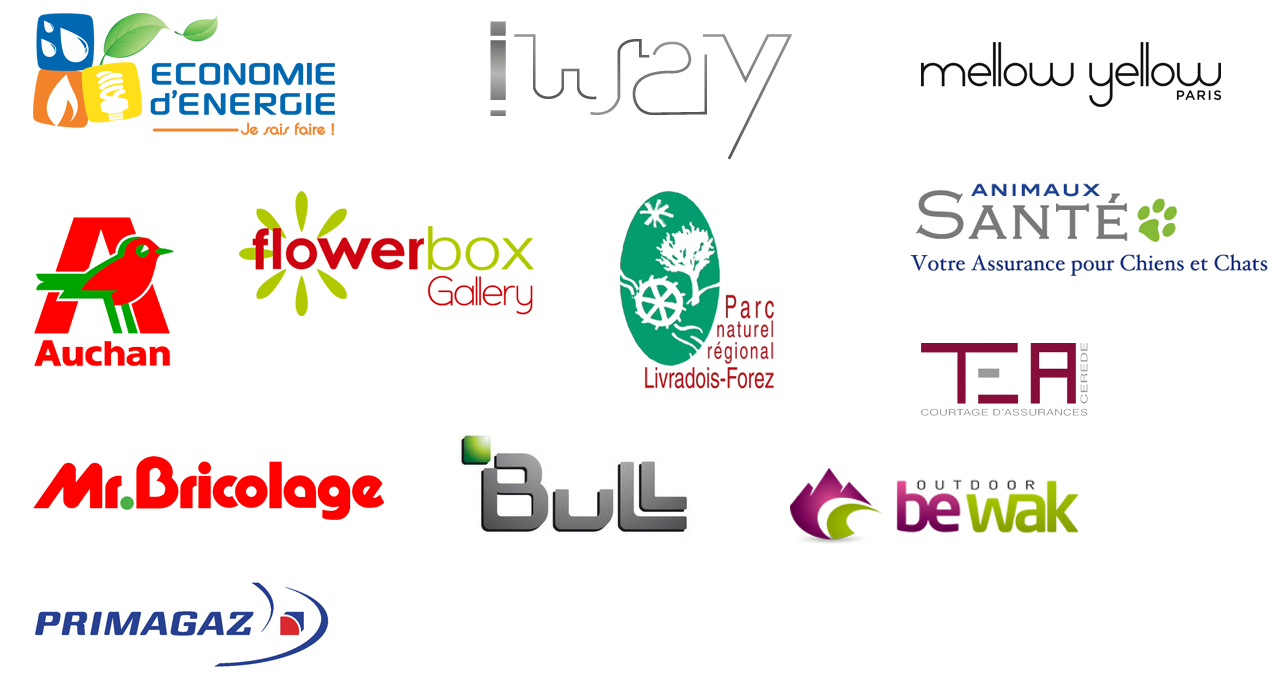 ECONOMIE
d'ENERGIE
Je sais faire !
iway
mellow yellow
PARIS
Auchan
flowerbox
Gallery
Parc
naturel
régional
Livradois-Forez
ANIMAUX
SANTÉ
Votre Assurance pour Chiens et Chats
TEA
CEREDE
COURTAGE D'ASSURANCES
Mr.Bricolage
Bull
OUTDOOR
be wak
PRIMAGAZ